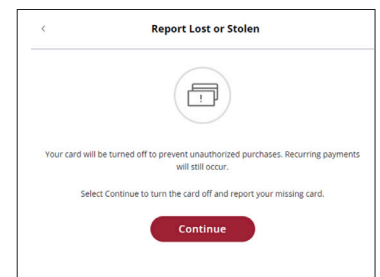 Report Lost or Stolen
!
Your card will be turned off to prevent unauthorized purchases. Recurring payments
will still occur.
Select Continue to turn the card off and report your missing card.
Continue